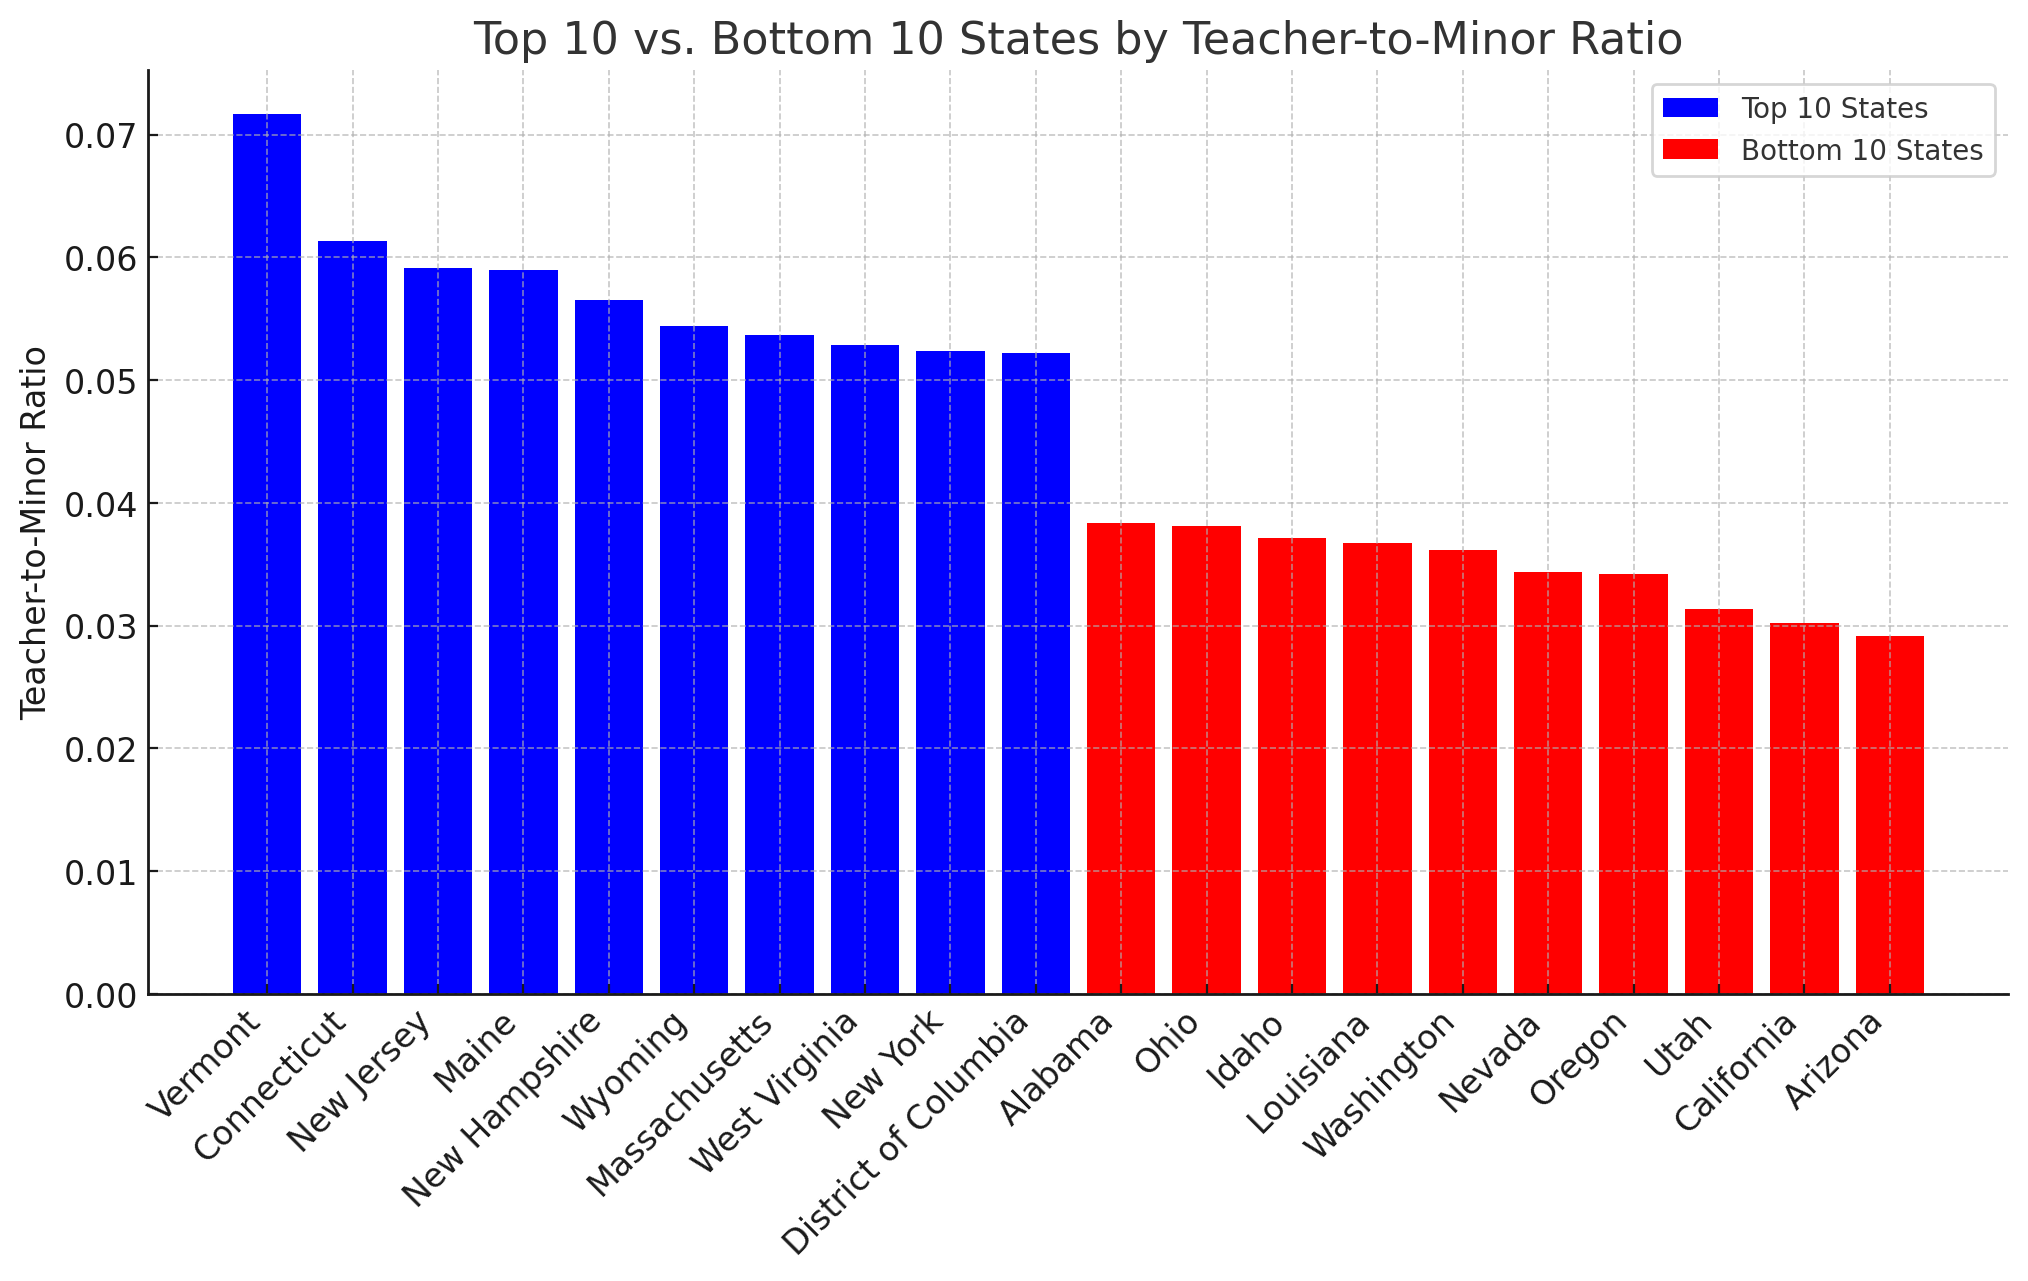 Top 10 vs. Bottom 10 States by Teacher-to-Minor Ratio
Top 10 States
Bottom 10 States
Teacher-to-Minor Ratio
0.07
0.06
0.05
0.04
0.03
0.02
0.01
0.00
Vermont
Connecticut
New Jersey
Maine
New Hampshire
Wyoming
Massachusetts
West Virginia
New York
District of Columbia
Alabama
Ohio
Idaho
Louisiana
Washington
Nevada
Oregon
Utah
California
Arizona